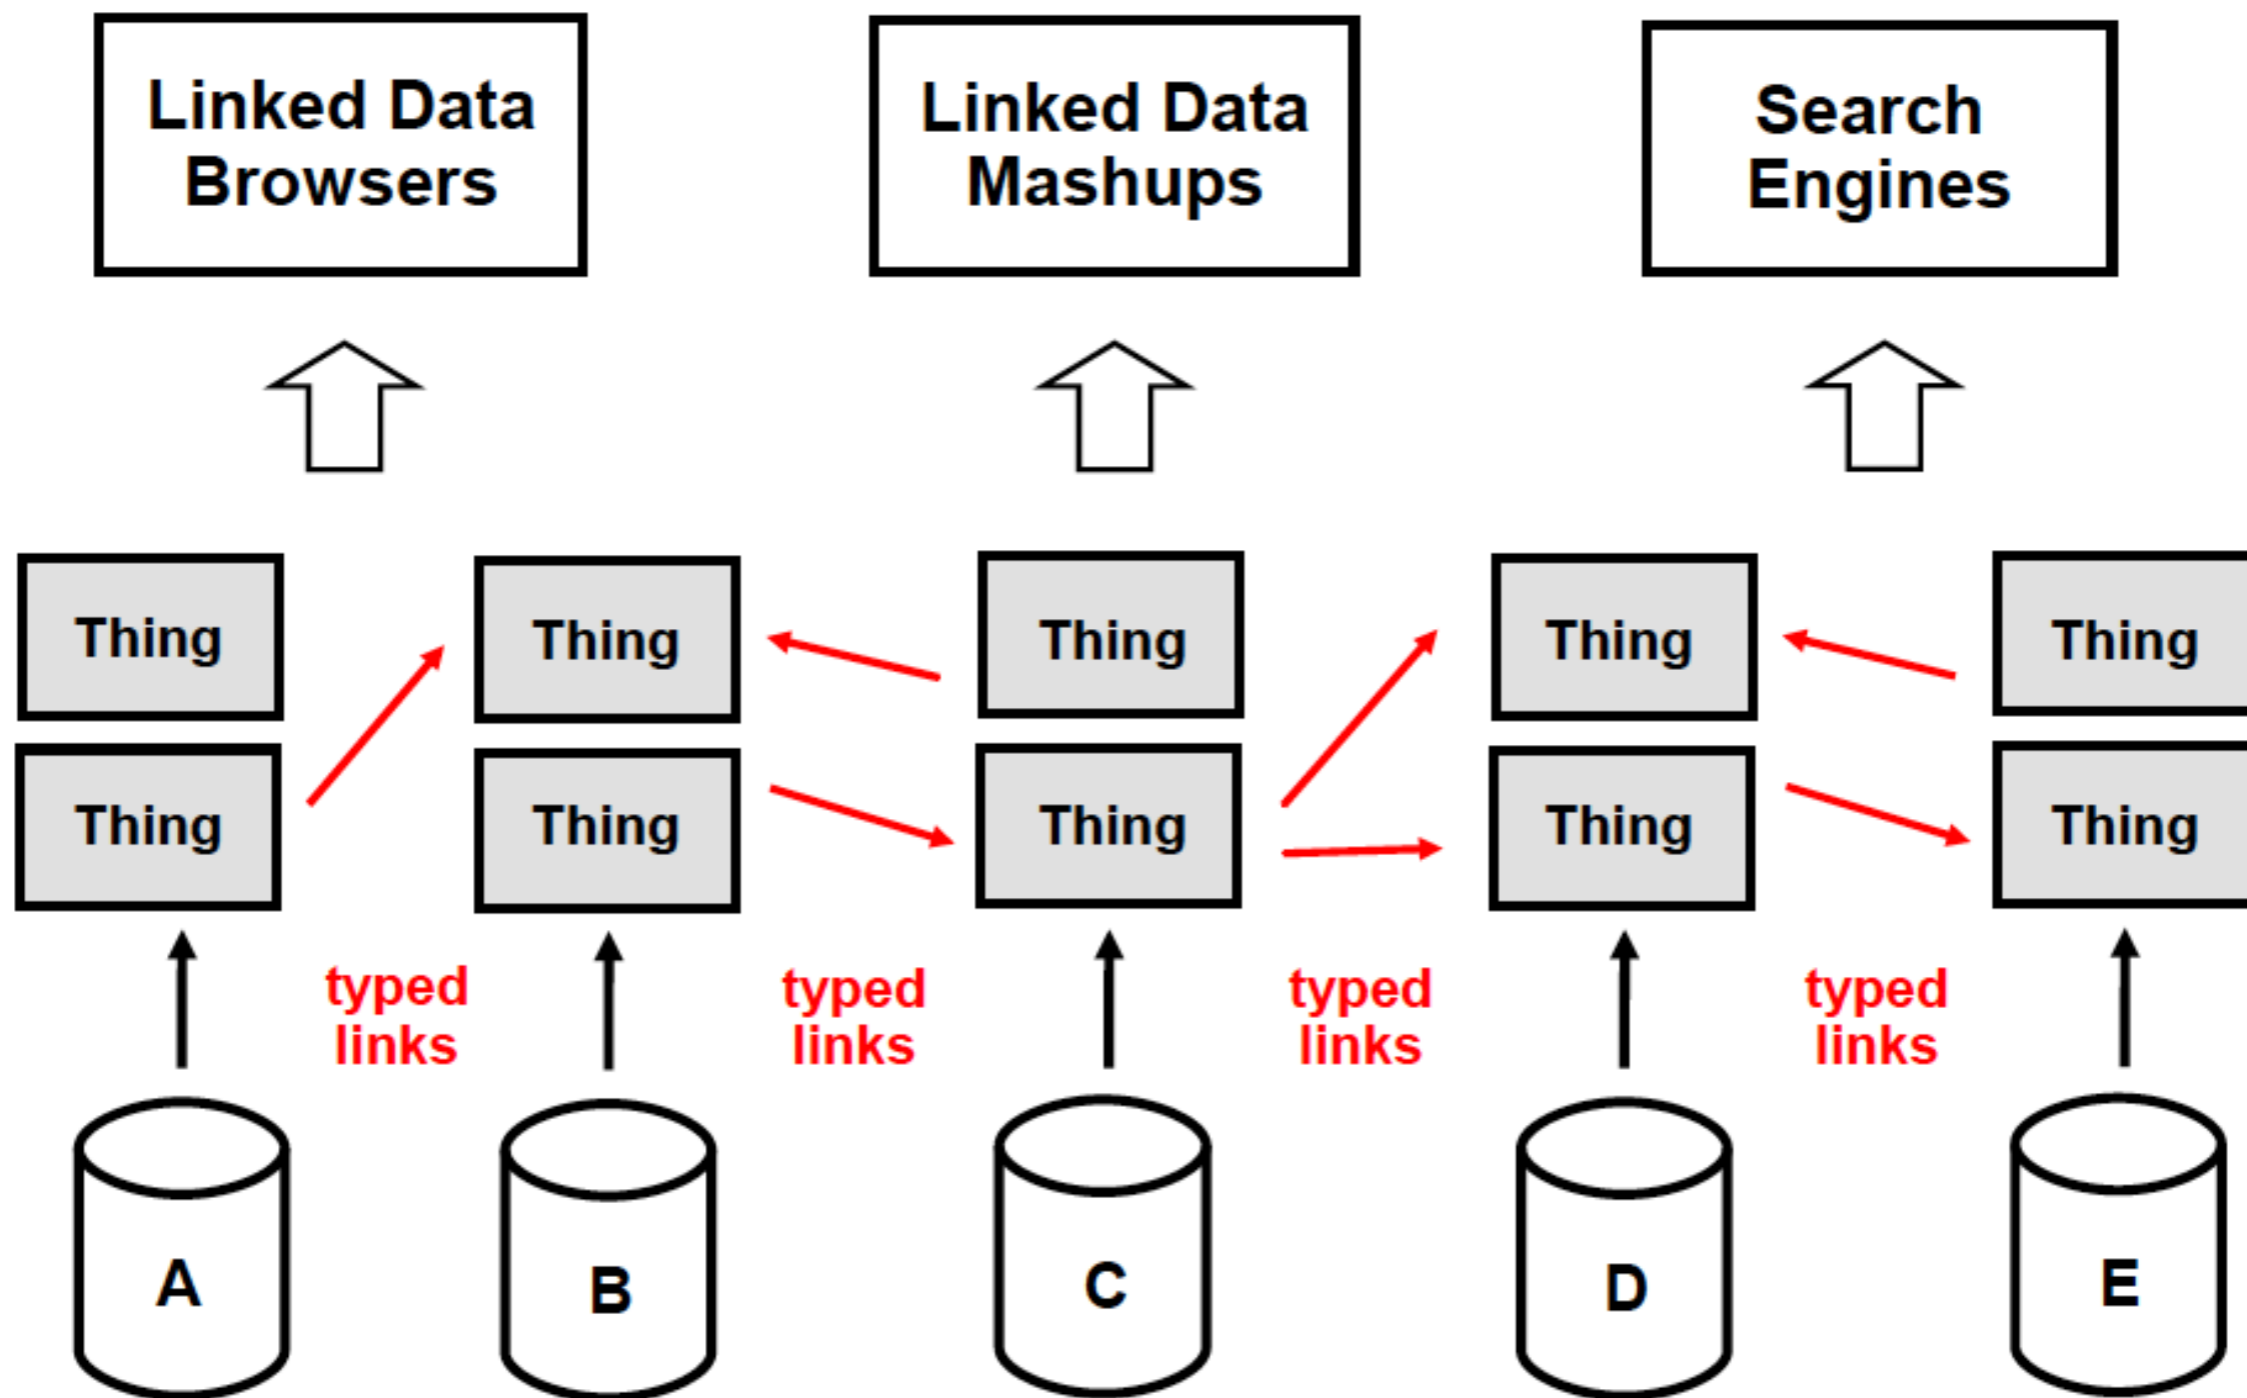 Linked Data
Browsers
Linked Data
Mashups
Search
Engines
Thing
Thing
Thing
Thing
Thing
Thing
Thing
Thing
Thing
Thing
typed
links
typed
links
typed
links
typed
links
A
B
C
D
E